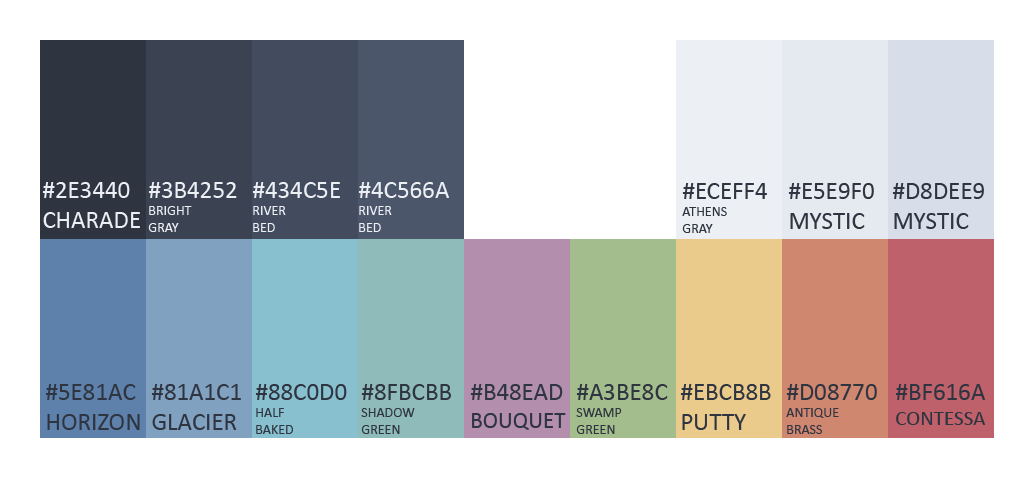 #2E3440
CHARADE
#3B4252
BRIGHT
GRAY
#434C5E
RIVER
BED
#4C566A
RIVER
BED
#ECEFF4
ATHENS
GRAY
#E5E9F0
MYSTIC
#D8DEE9
MYSTIC
#5E81AC
HORIZON
#81A1C1
GLACIER
#88C0D0
HALF
BAKED
#8FBCBB
SHADOW
GREEN
#B48EAD
BOUQUET
#A3BE8C
SWAMP
GREEN
#EBCB8B
PUTTY
#D08770
ANTIQUE
BRASS
#BF616A
CONTESSA